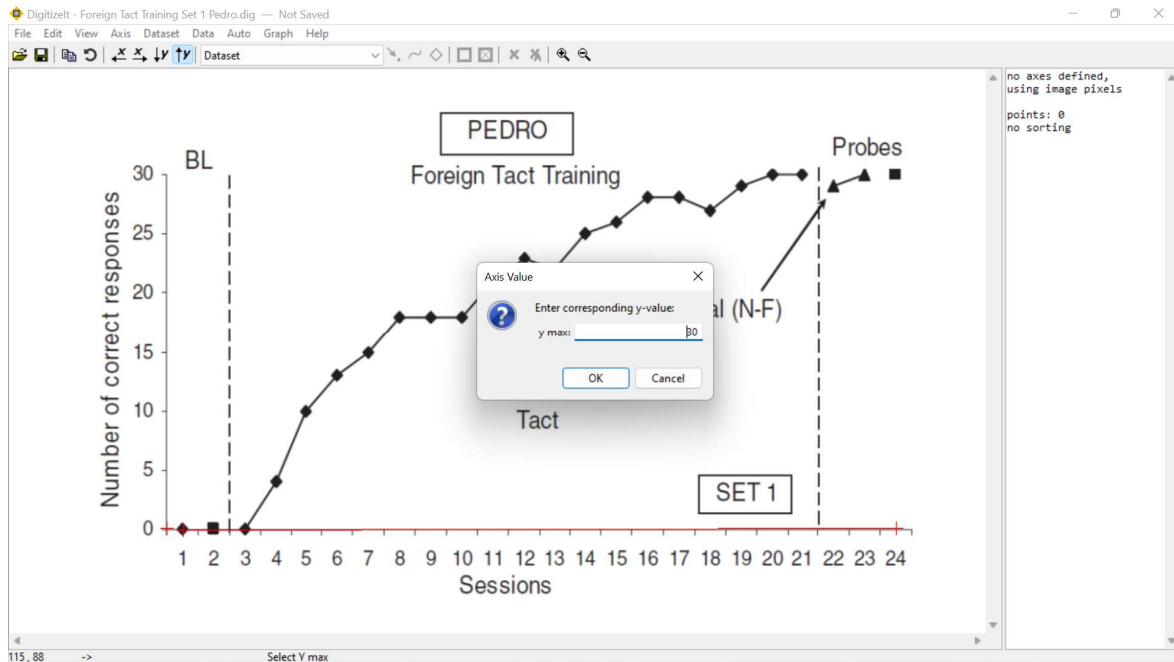 DigitizeIt - Foreign Tact Training Set 1 Pedro.dig — Not Saved
File Edit View Axis Dataset Data Auto Graph Help
x x y y Dataset
no axes defined,
using image pixels
points: 0
no sorting
PEDRO
Foreign Tact Training
BL
Probes
Number of correct responses
30
25
20
15
10
5
0
Axis Value
Enter corresponding y-value:
y max: 30
OK Cancel
al (N-F)
Tact
SET 1
1 2 3 4 5 6 7 8 9 10 11 12 13 14 15 16 17 18 19 20 21 22 23 24
Sessions
115, 88 -> Select Y max